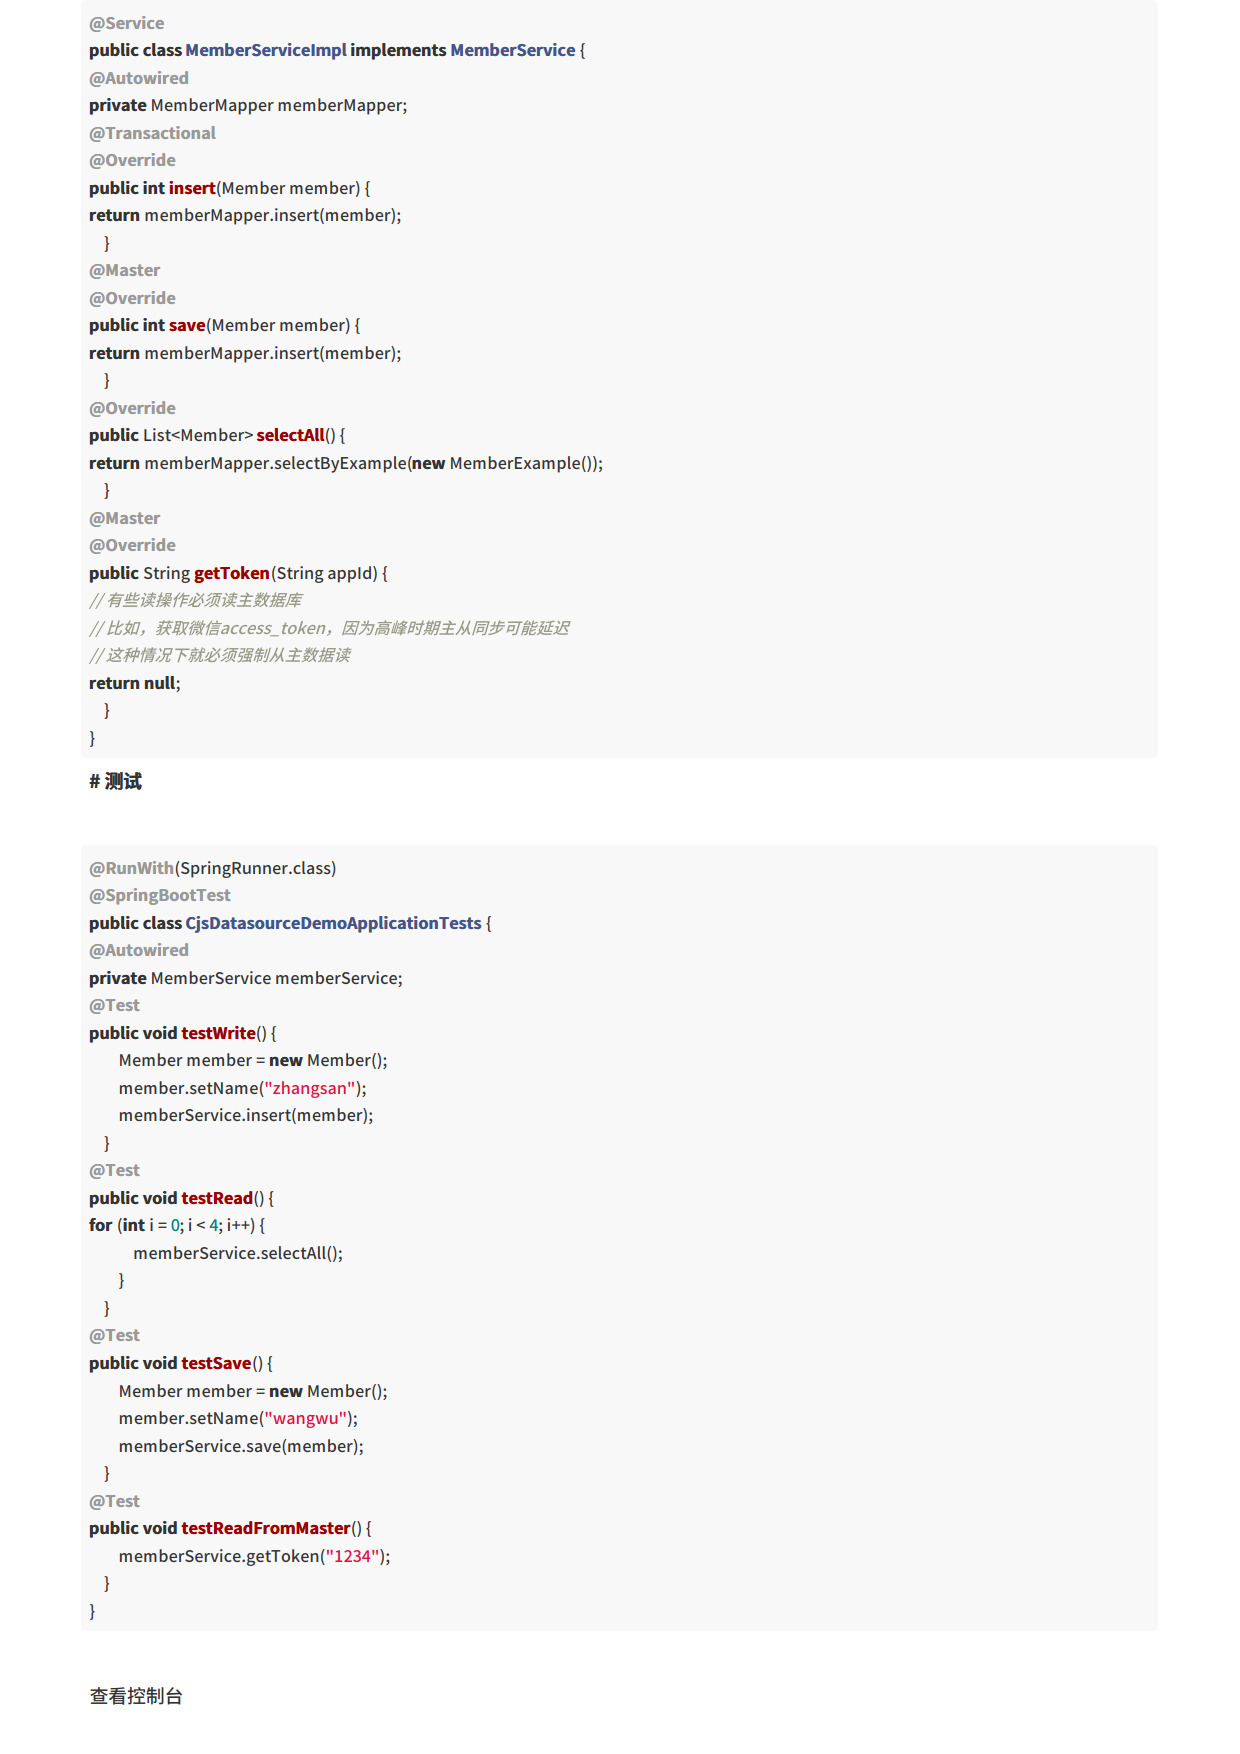 @Service
public class MemberServiceImpl implements MemberService {
@Autowired
private MemberMapper memberMapper;
@Transactional
@Override
public int insert(Member member) {
return memberMapper.insert(member);
    }
@Master
@Override
public int save(Member member) {
return memberMapper.insert(member);
    }
@Override
public List<Member> selectAll() {
return memberMapper.selectByExample(new MemberExample());
    }
@Master
@Override
public String getToken(String appId) {
// 有些读操作必须读主数据库
// 比如，获取微信access_token，因为高峰时期主从同步可能延迟
// 这种情况下就必须强制从主数据读
return null;
    }
}
# 测试
@RunWith(SpringRunner.class)
@SpringBootTest
public class CjsDatasourceDemoApplicationTests {
@Autowired
private MemberService memberService;
@Test
public void testWrite() {
        Member member = new Member();
        member.setName("zhangsan");
        memberService.insert(member);
    }
@Test
public void testRead() {
for (int i = 0; i < 4; i++) {
            memberService.selectAll();
        }
    }
@Test
public void testSave() {
        Member member = new Member();
        member.setName("wangwu");
        memberService.save(member);
    }
@Test
public void testReadFromMaster() {
        memberService.getToken("1234");
    }
}
查看控制台